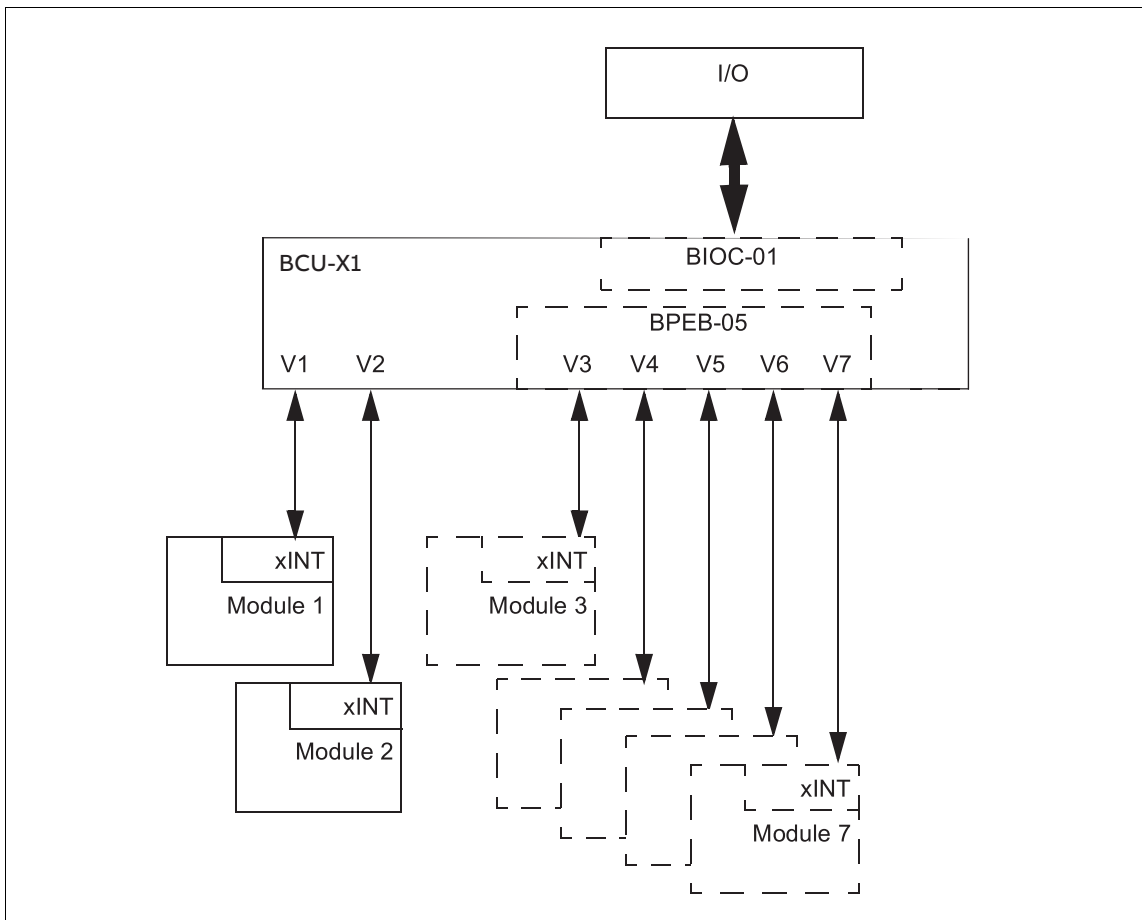 I/O
BIOC-01
BCU-X1
BPEB-05
V1 V2 V3 V4 V5 V6 V7
xINT
Module 1
xINT
Module 3
xINT
Module 2
xINT
Module 7